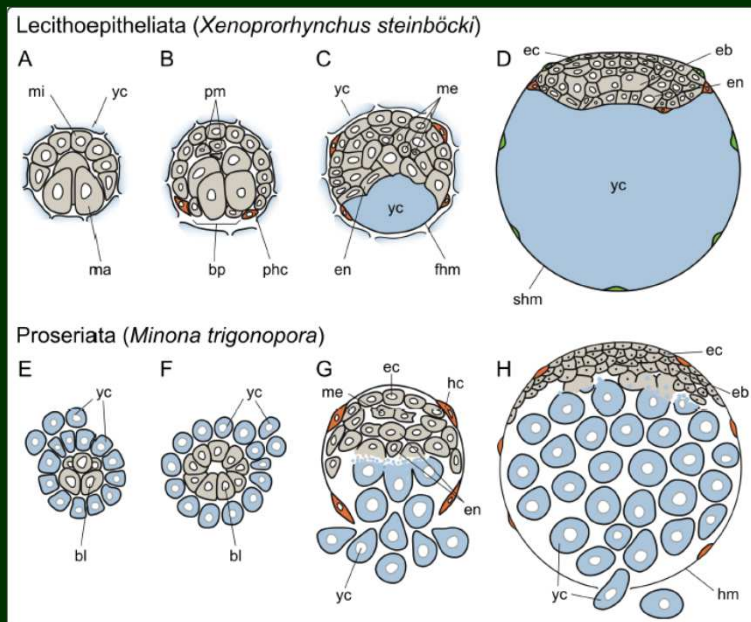 Lecithoepitheliata (Xenoprorhynchus steinböcki)
A B C D
mi yc pm yc me ec eb en
yc
ma bp phc en fhm shm
Proseriata (Minona trigonopora)
E F G H
yc yc me ec hc ec eb
en
bl bl yc yc hm